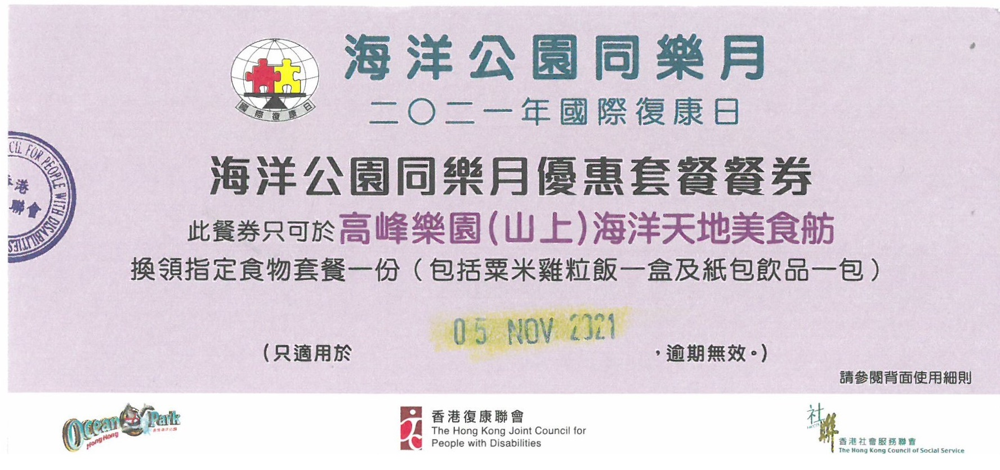 海洋公園同樂月
二〇二一年國際復康日
國際復康日
海洋公園同樂月優惠套餐餐券
CIL FOR PEOPLE WITH DISABILITIES
港
聯會
此餐券只可於高峰樂園(山上)海洋天地美食舫
換領指定食物套餐一份（包括粟米雞粒飯一盒及紙包飲品一包）
05 NOV 2021
(只適用於 ，逾期無效。)
請參閱背面使用細則
Ocean Park
Hong Kong
香港海洋公園
香港復康聯會
The Hong Kong Joint Council for
People with Disabilities
社聯
HKCSS
香港社會服務聯會
The Hong Kong Council of Social Service